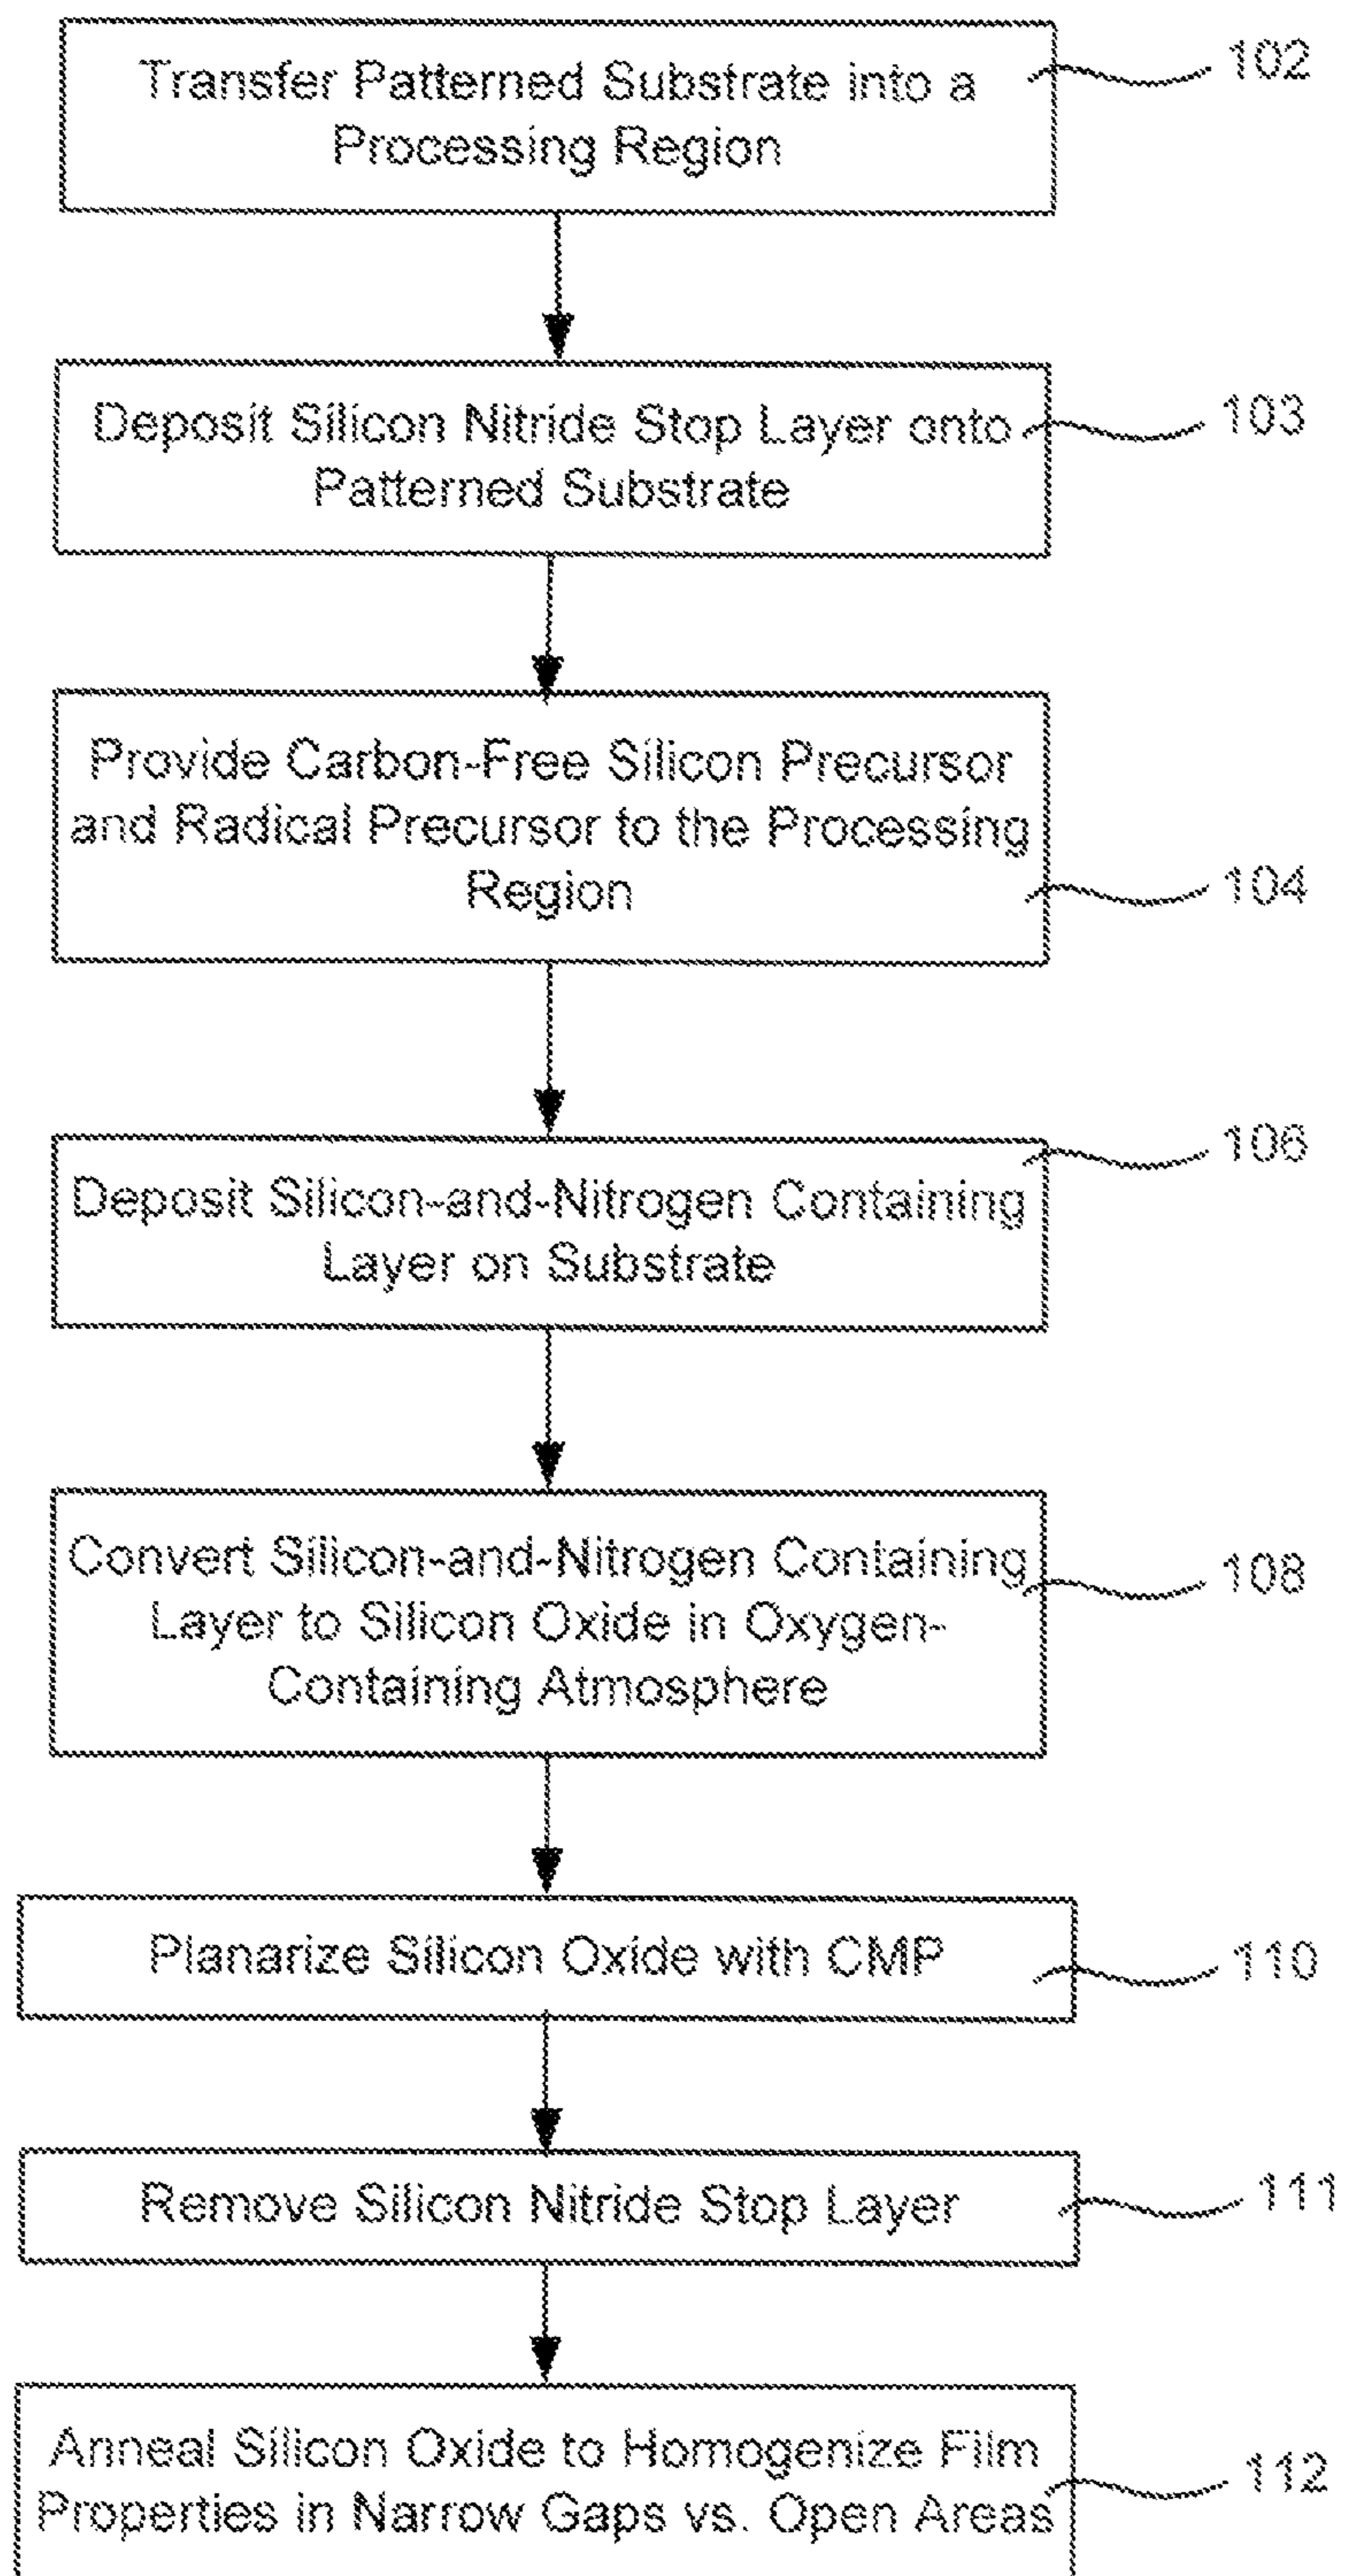 Transfer Patterned Substrate into a
Processing Region
102
Deposit Silicon Nitride Stop Layer onto
Patterned Substrate
103
Provide Carbon-Free Silicon Precursor
and Radical Precursor to the Processing
Region
104
Deposit Silicon-and-Nitrogen Containing
Layer on Substrate
106
Convert Silicon-and-Nitrogen Containing
Layer to Silicon Oxide in Oxygen-
Containing Atmosphere
108
Planarize Silicon Oxide with CMP
110
Remove Silicon Nitride Stop Layer
111
Anneal Silicon Oxide to Homogenize Film
Properties in Narrow Gaps vs. Open Areas
112